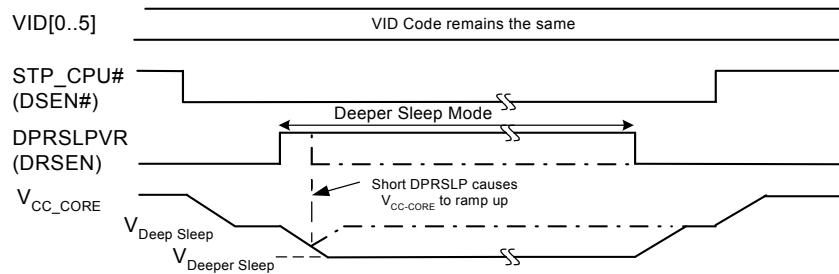 VID[0..5]
VID Code remains the same
STP_CPU#
(DSEN#)
Deeper Sleep Mode
DPRSLPVR
(DRSEN)
Short DPRSLP causes
VCC-CORE to ramp up
VCC_CORE
VDeep Sleep
VDeeper Sleep